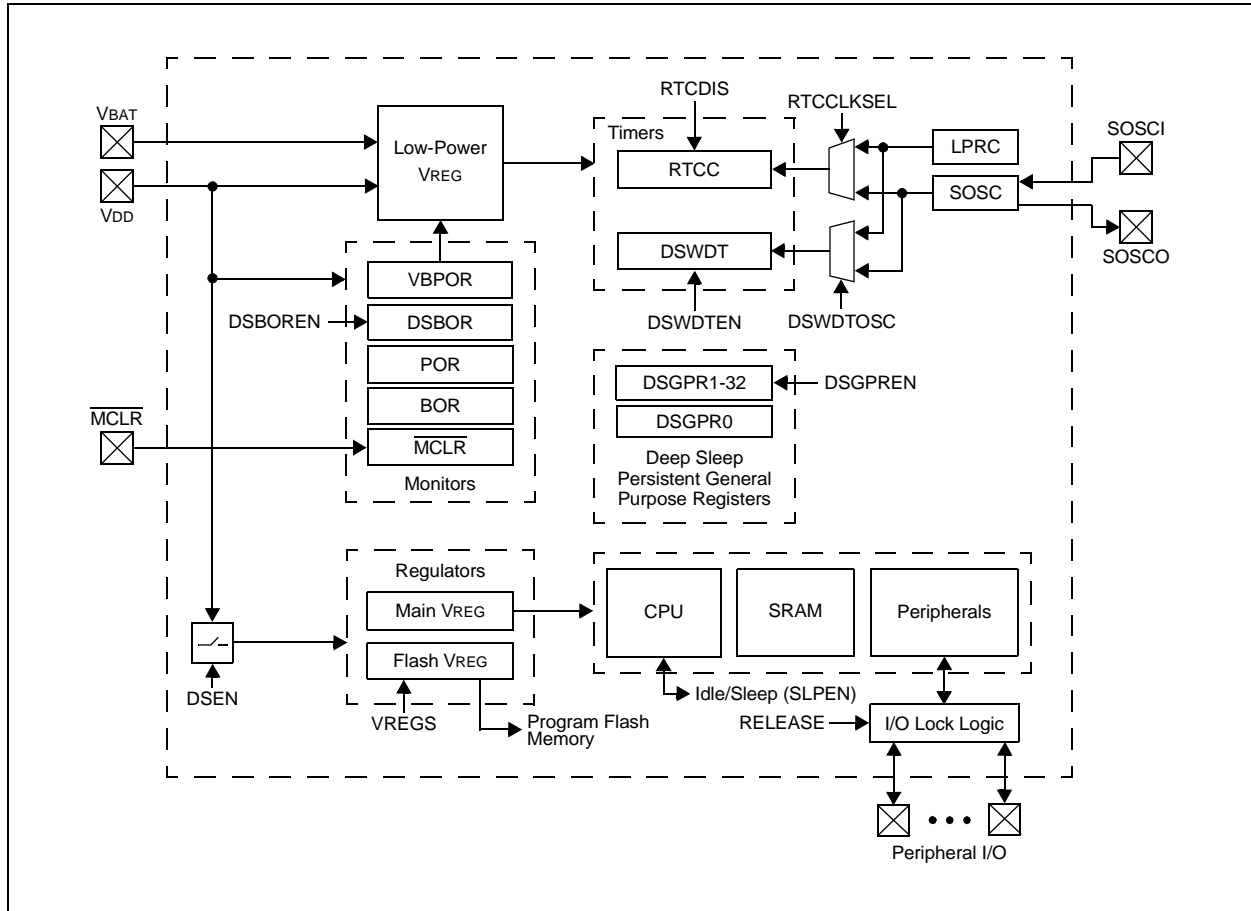 RTCDIS
RTCCLKSEL
VBAT
Timers
LPRC
SOSCI
Low-Power
VREG
RTCC
SOSC
VDD
DSWDT
SOSCO
VBPOR
DSBOREN
DSBOR
DSWDTEN
DSWDTOSC
POR
DSGPR1-32
DSGPREN
BOR
DSGPR0
MCLR
MCLR
Deep Sleep
Persistent General
Purpose Registers
Monitors
Regulators
Main VREG
CPU
SRAM
Peripherals
Flash VREG
DSEN
Idle/Sleep (SLPEN)
VREGS
Program Flash
Memory
RELEASE
I/O Lock Logic
Peripheral I/O